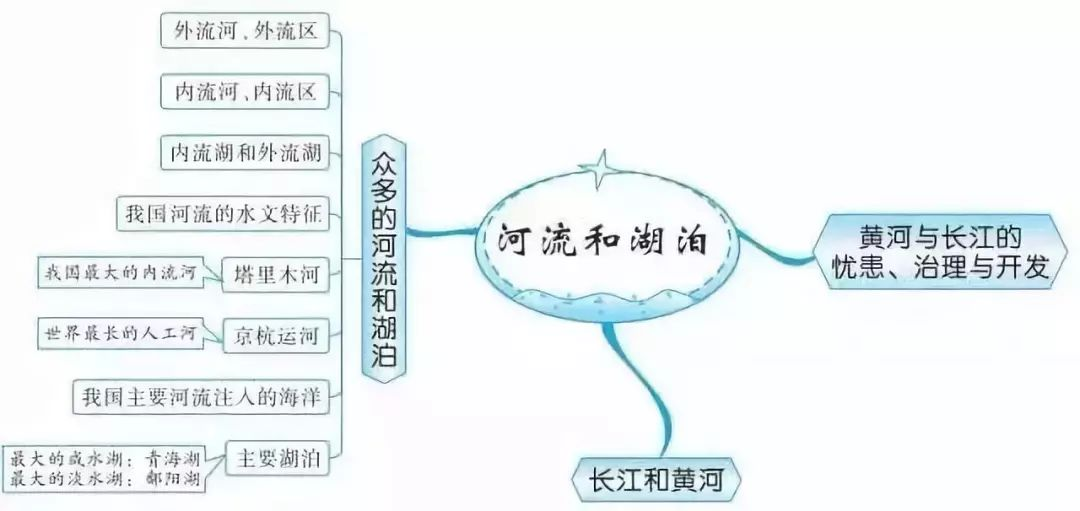 外流河、外流区
内流河、内流区
内流湖和外流湖
我国河流的水文特征
我国最大的内流河
塔里木河
世界最长的人工河
京杭运河
我国主要河流注人的海洋
最大的咸水湖：青海湖
最大的淡水湖：鄱阳湖
主要湖泊
众多的河流和湖泊
河流和湖泊
黄河与长江的
忧患、治理与开发
长江和黄河